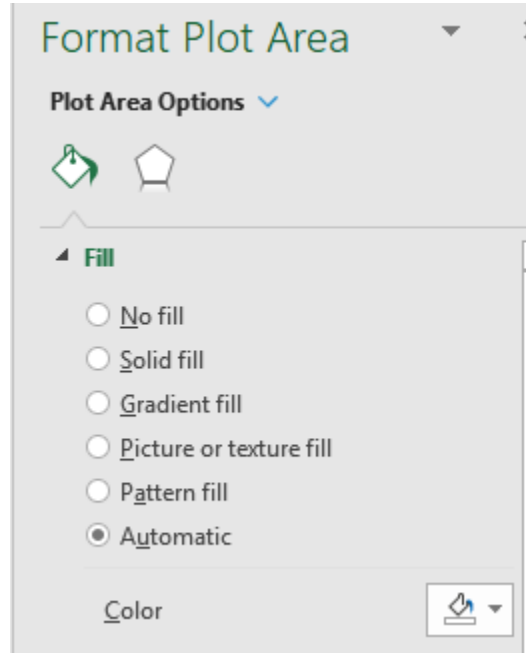 Format Plot Area
Plot Area Options
Fill
No fill
Solid fill
Gradient fill
Picture or texture fill
Pattern fill
Automatic
Color